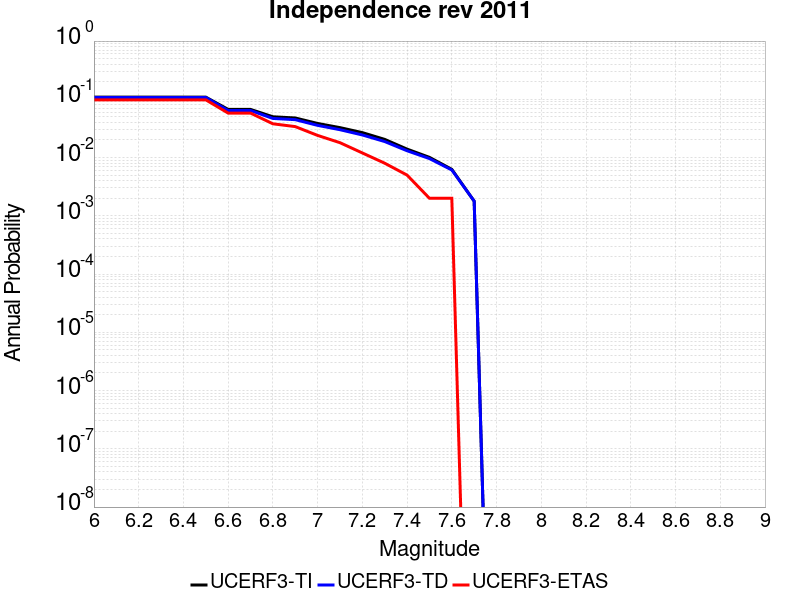 Independence rev 2011
10^0
10^-1
10^-2
10^-3
10^-4
10^-5
10^-6
10^-7
10^-8
Annual Probability
6 6.2 6.4 6.6 6.8 7 7.2 7.4 7.6 7.8 8 8.2 8.4 8.6 8.8 9
Magnitude
UCERF3-TI UCERF3-TD UCERF3-ETAS